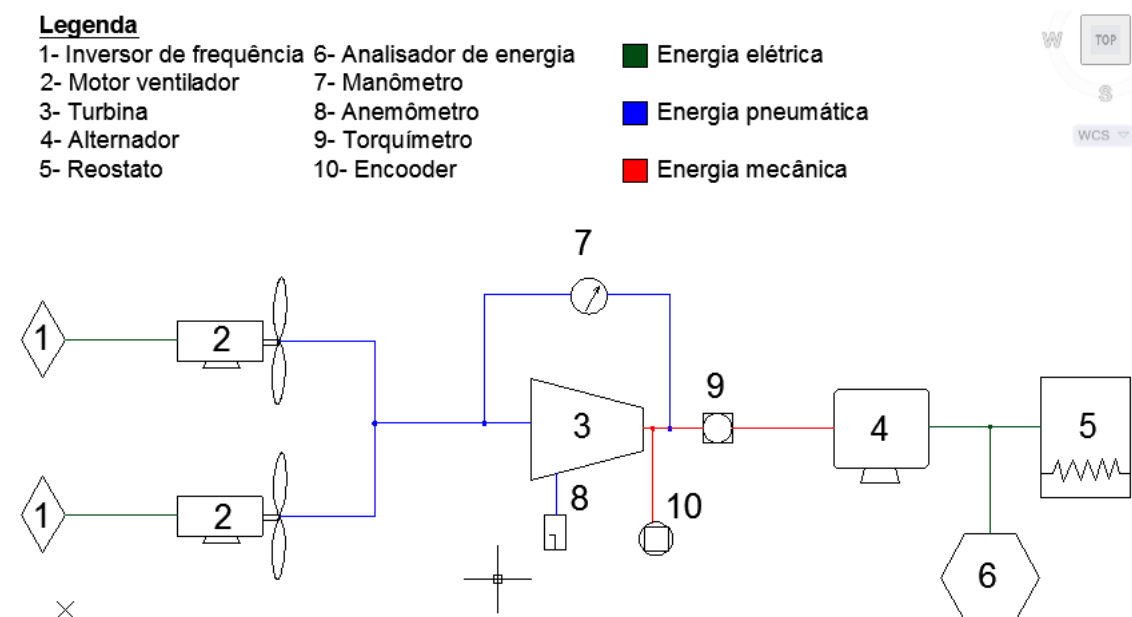 Legenda
1- Inversor de frequência 6- Analisador de energia
2- Motor ventilador 7- Manômetro
3- Turbina 8- Anemômetro
4- Alternador 9- Torquímetro
5- Reostato 10- Encooder
Energia elétrica
Energia pneumática
Energia mecânica
W TOP
S
WCS
7
1 2
9
3 4 5
8 10
1 2
6